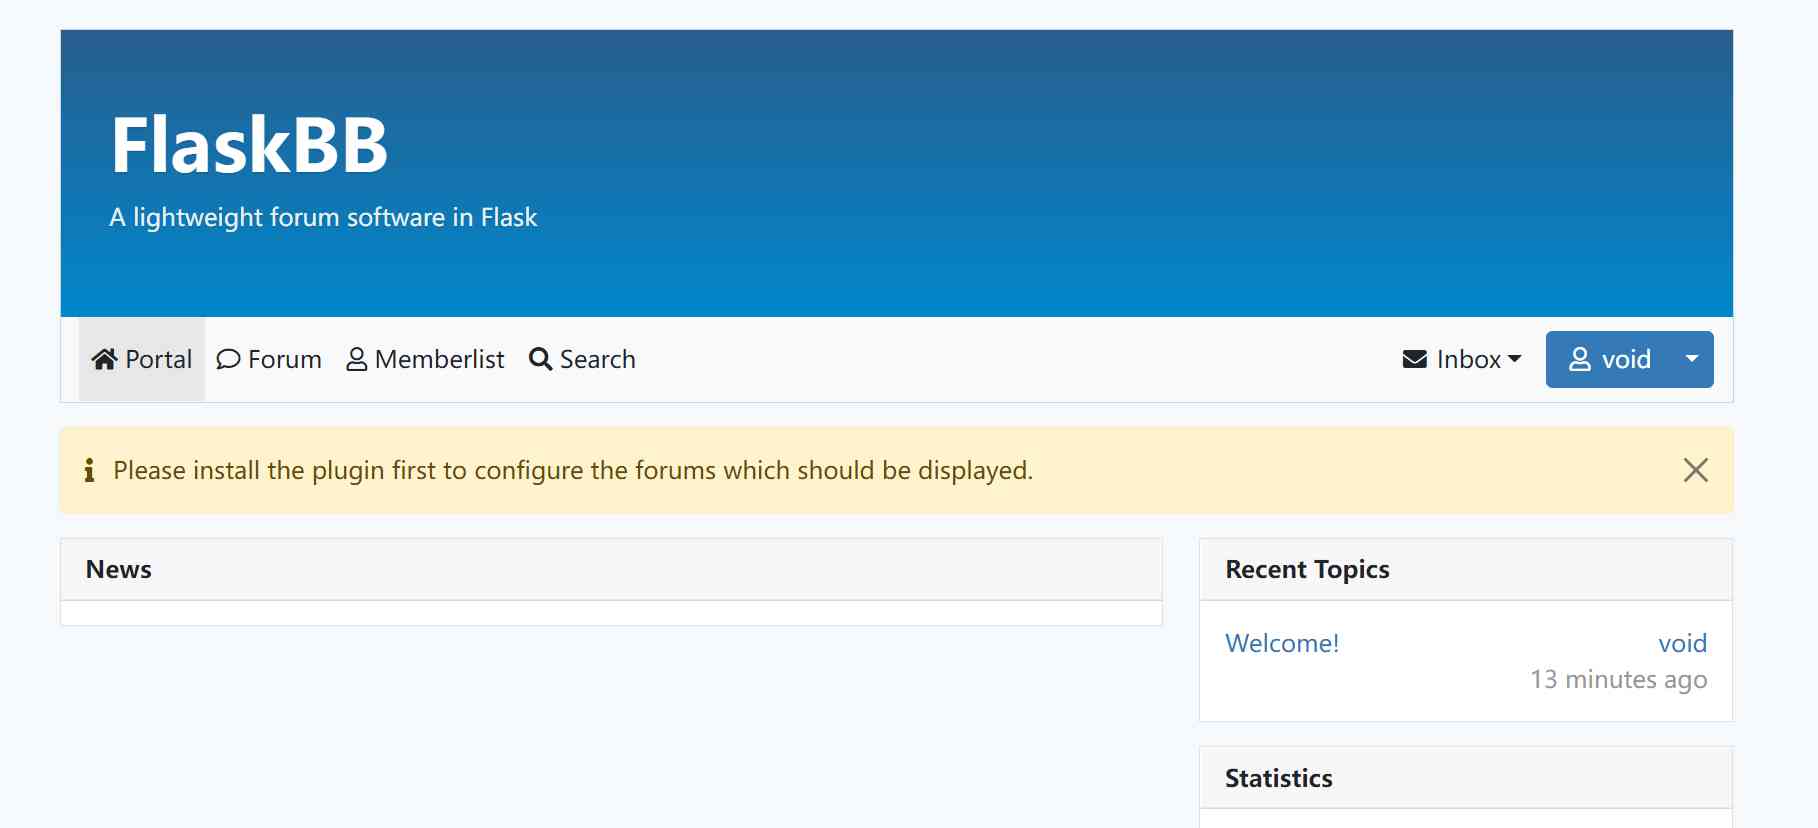 FlaskBB
A lightweight forum software in Flask
Portal Forum Memberlist Search Inbox void
Please install the plugin first to configure the forums which should be displayed.
News
Recent Topics
Welcome! void
13 minutes ago
Statistics